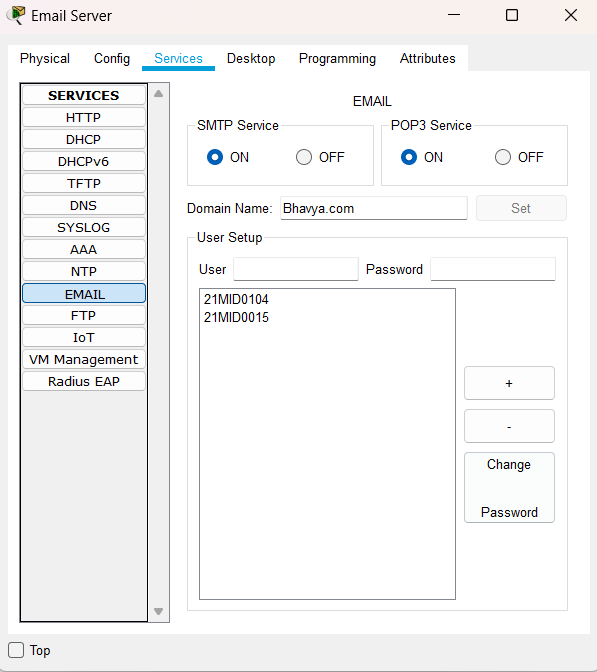 Email Server
Physical Config Services Desktop Programming Attributes
SERVICES
HTTP
DHCP
DHCPv6
TFTP
DNS
SYSLOG
AAA
NTP
EMAIL
FTP
IoT
VM Management
Radius EAP
EMAIL
SMTP Service
ON OFF
POP3 Service
ON OFF
Domain Name: Bhavya.com Set
User Setup
User Password
21MID0104
21MID0015
+
-
Change
Password
Top